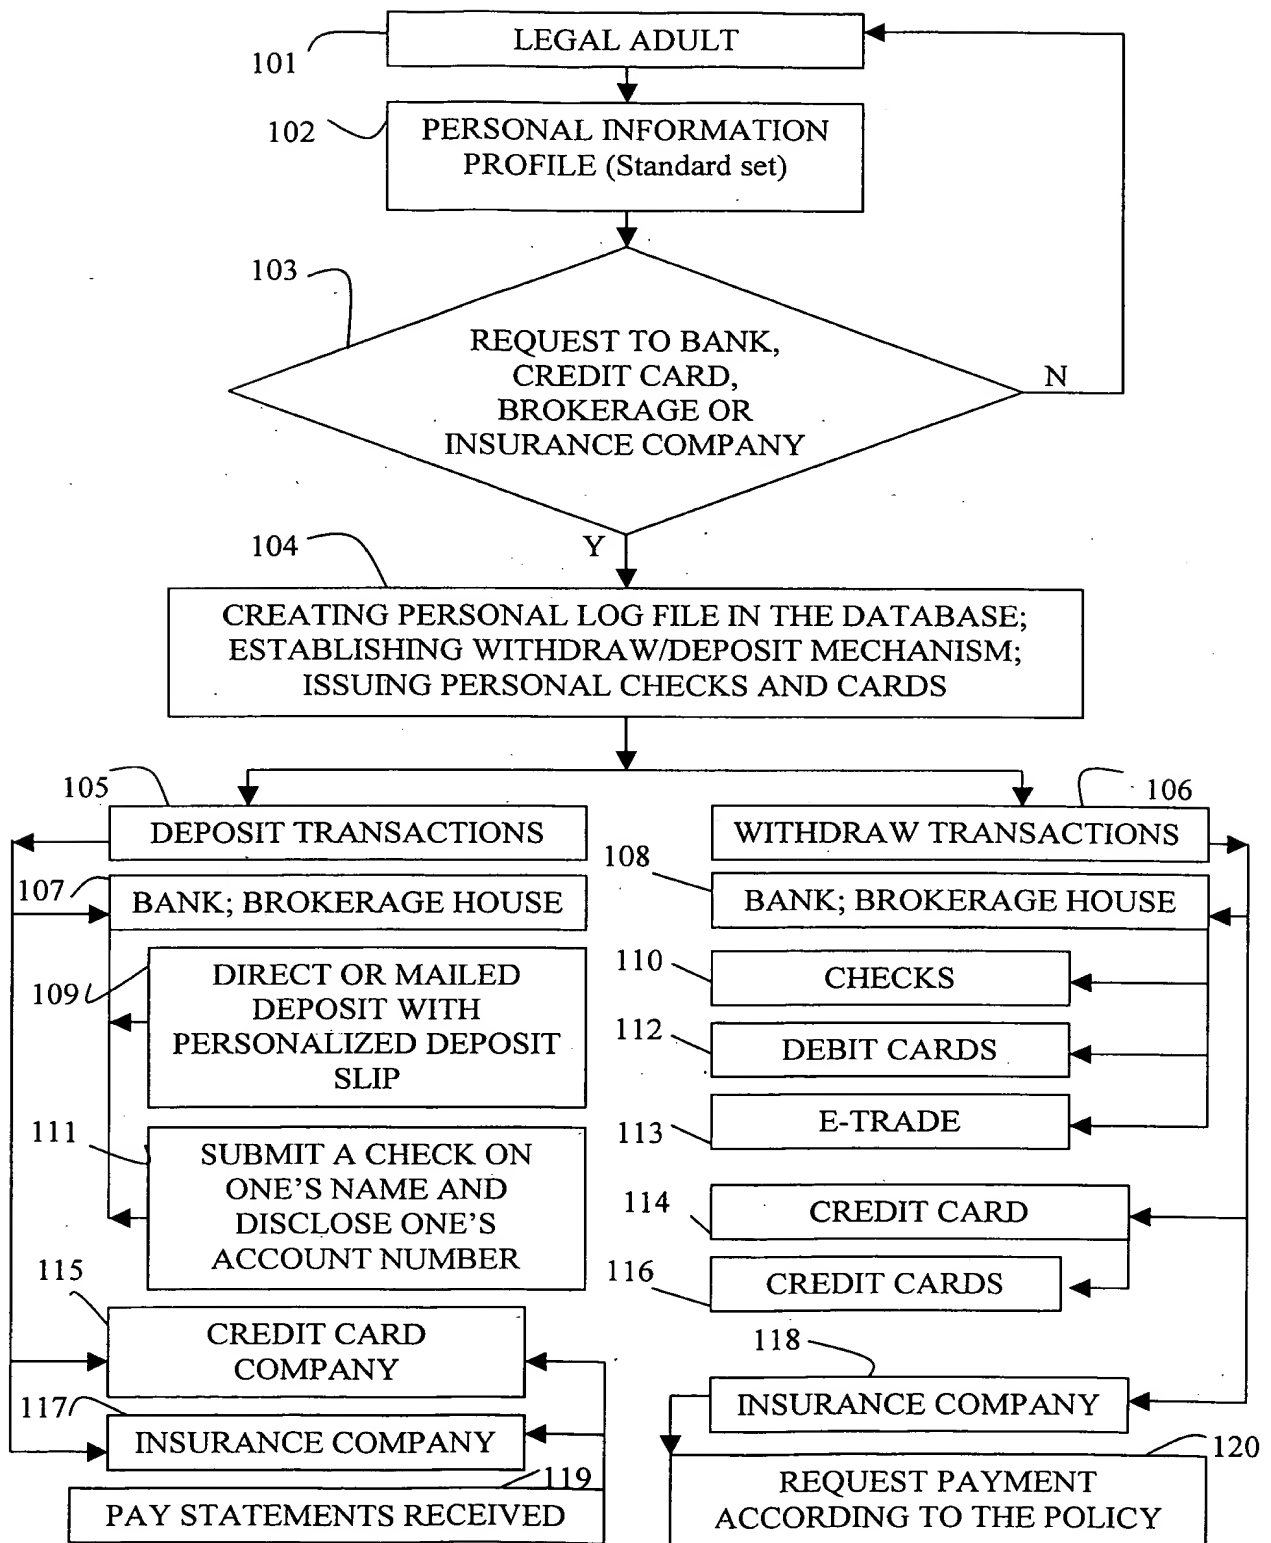 101
LEGAL ADULT
102
PERSONAL INFORMATION
PROFILE (Standard set)
103
REQUEST TO BANK,
CREDIT CARD,
BROKERAGE OR
INSURANCE COMPANY
N
Y
104
CREATING PERSONAL LOG FILE IN THE DATABASE;
ESTABLISHING WITHDRAW/DEPOSIT MECHANISM;
ISSUING PERSONAL CHECKS AND CARDS
105
DEPOSIT TRANSACTIONS
107
BANK; BROKERAGE HOUSE
109
DIRECT OR MAILED
DEPOSIT WITH
PERSONALIZED DEPOSIT
SLIP
111
SUBMIT A CHECK ON
ONE'S NAME AND
DISCLOSE ONE'S
ACCOUNT NUMBER
115
CREDIT CARD
COMPANY
117
INSURANCE COMPANY
119
PAY STATEMENTS RECEIVED
106
WITHDRAW TRANSACTIONS
108
BANK; BROKERAGE HOUSE
110
CHECKS
112
DEBIT CARDS
113
E-TRADE
114
CREDIT CARD
116
CREDIT CARDS
118
INSURANCE COMPANY
120
REQUEST PAYMENT
ACCORDING TO THE POLICY